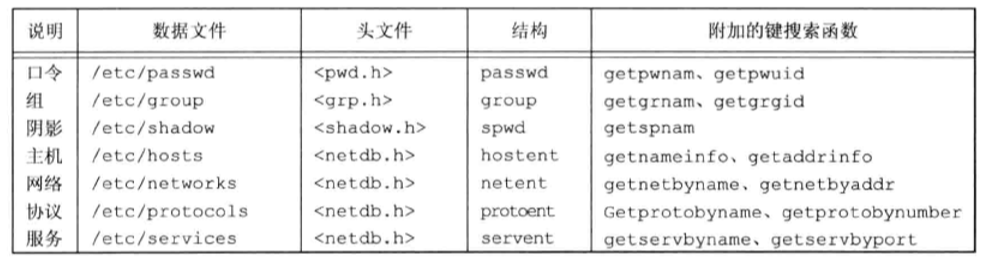 说明 数据文件 头文件 结构 附加的键搜索函数
口令 /etc/passwd <pwd.h> passwd getpwnam、getpwuid
组 /etc/group <grp.h> group getgrnam、getgrgid
阴影 /etc/shadow <shadow.h> spwd getspnam
主机 /etc/hosts <netdb.h> hostent getnameinfo、getaddrinfo
网络 /etc/networks <netdb.h> netent getnetbyname、getnetbyaddr
协议 /etc/protocols <netdb.h> protoent Getprotobyname、getprotobynumber
服务 /etc/services <netdb.h> servent getservbyname、getservbyport